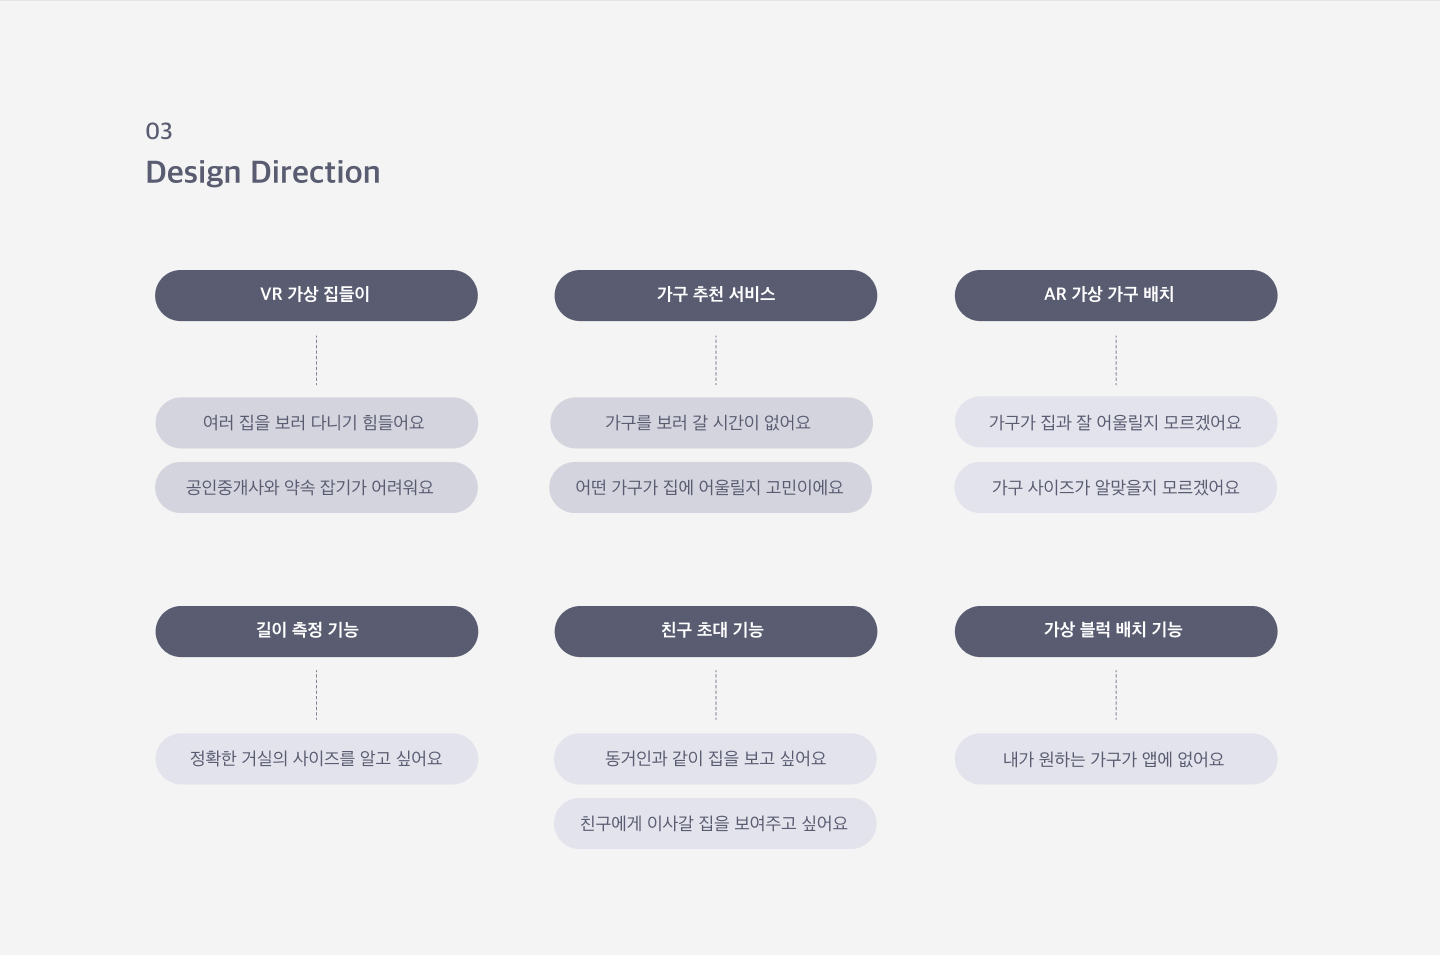 03
Design Direction
VR 가상 집들이
가구 추천 서비스
AR 가상 가구 배치
여러 집을 보러 다니기 힘들어요
가구를 보러 갈 시간이 없어요
가구가 집과 잘 어울릴지 모르겠어요
공인중개사와 약속 잡기가 어려워요
어떤 가구가 집에 어울릴지 고민이에요
가구 사이즈가 알맞을지 모르겠어요
길이 측정 기능
친구 초대 기능
가상 블럭 배치 기능
정확한 거실의 사이즈를 알고 싶어요
동거인과 같이 집을 보고 싶어요
내가 원하는 가구가 앱에 없어요
친구에게 이사갈 집을 보여주고 싶어요